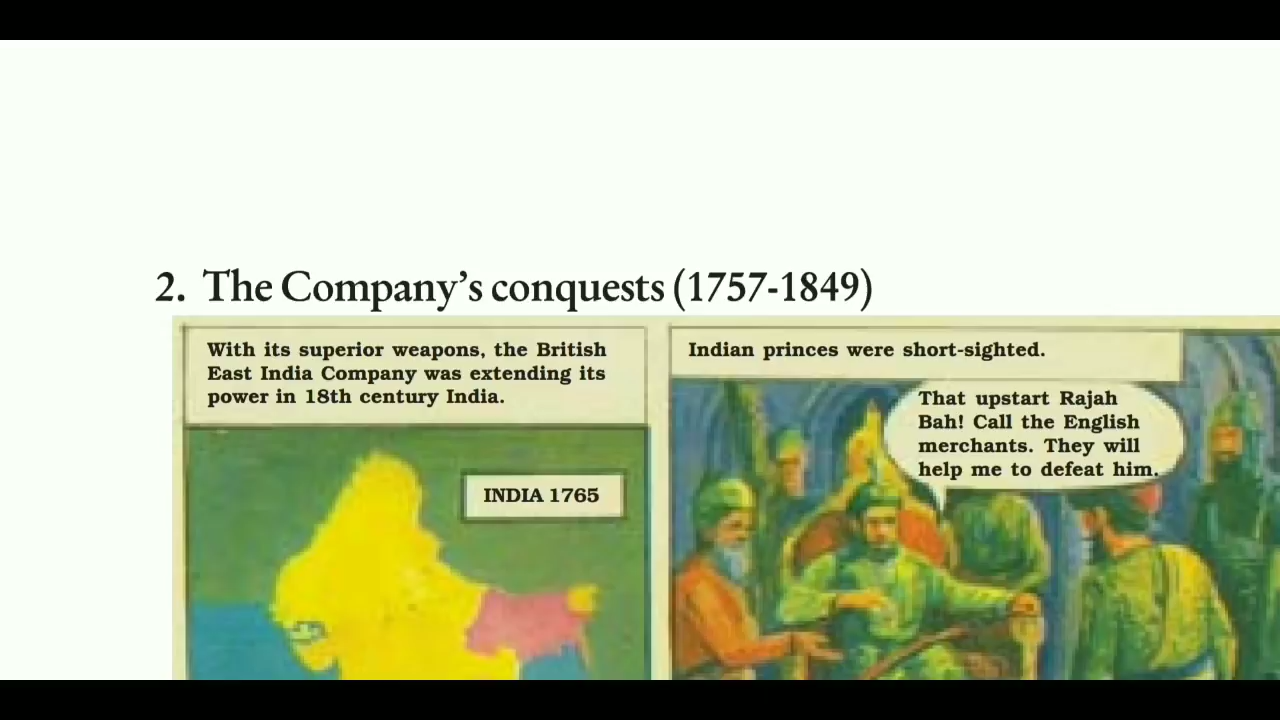 2. The Company's conquests (1757-1849)
With its superior weapons, the British
East India Company was extending its
power in 18th century India.
INDIA 1765
Indian princes were short-sighted.
That upstart Rajah
Bah! Call the English
merchants. They will
help me to defeat him.